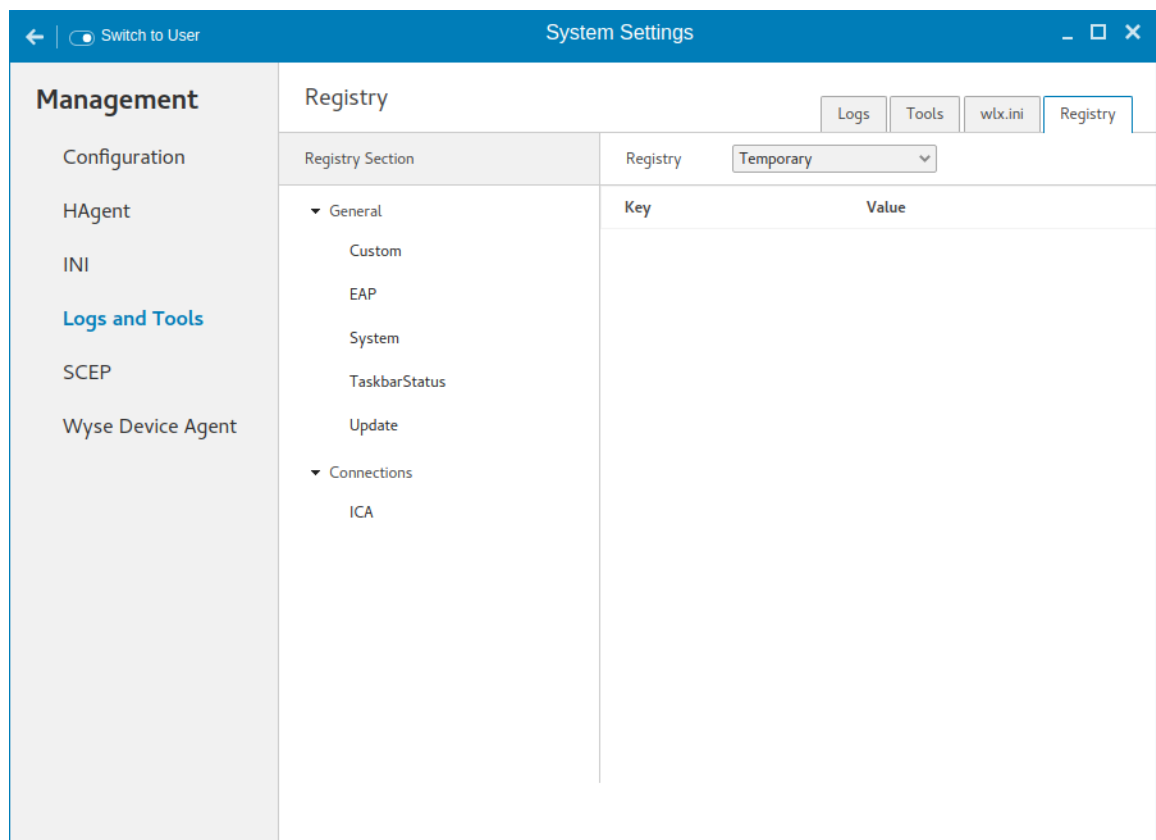 Switch to User
System Settings
Management
Configuration
HAgent
INI
Logs and Tools
SCEP
Wyse Device Agent
Registry
Logs
Tools
wlx.ini
Registry
Registry Section
General
Custom
EAP
System
TaskbarStatus
Update
Connections
ICA
Registry
Temporary
Key Value